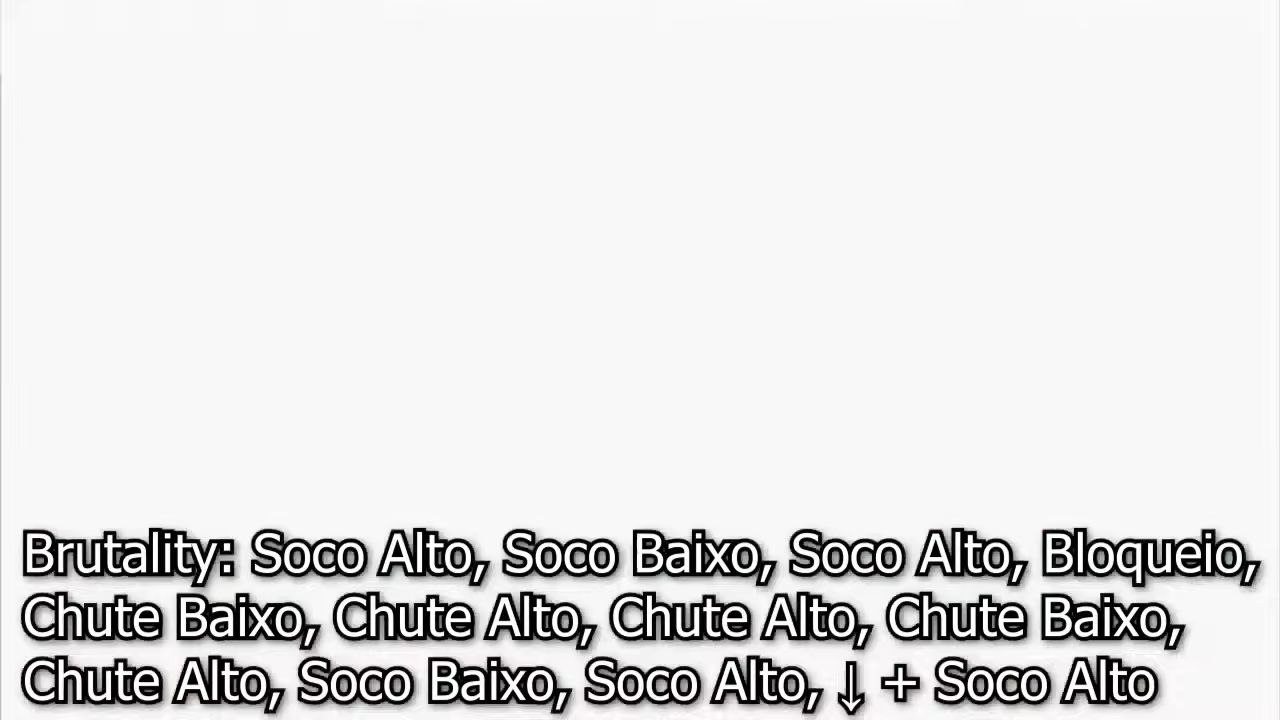 Brutality: Soco Alto, Soco Baixo, Soco Alto, Bloqueio,
Chute Baixo, Chute Alto, Chute Alto, Chute Baixo,
Chute Alto, Soco Baixo, Soco Alto, ↓ + Soco Alto